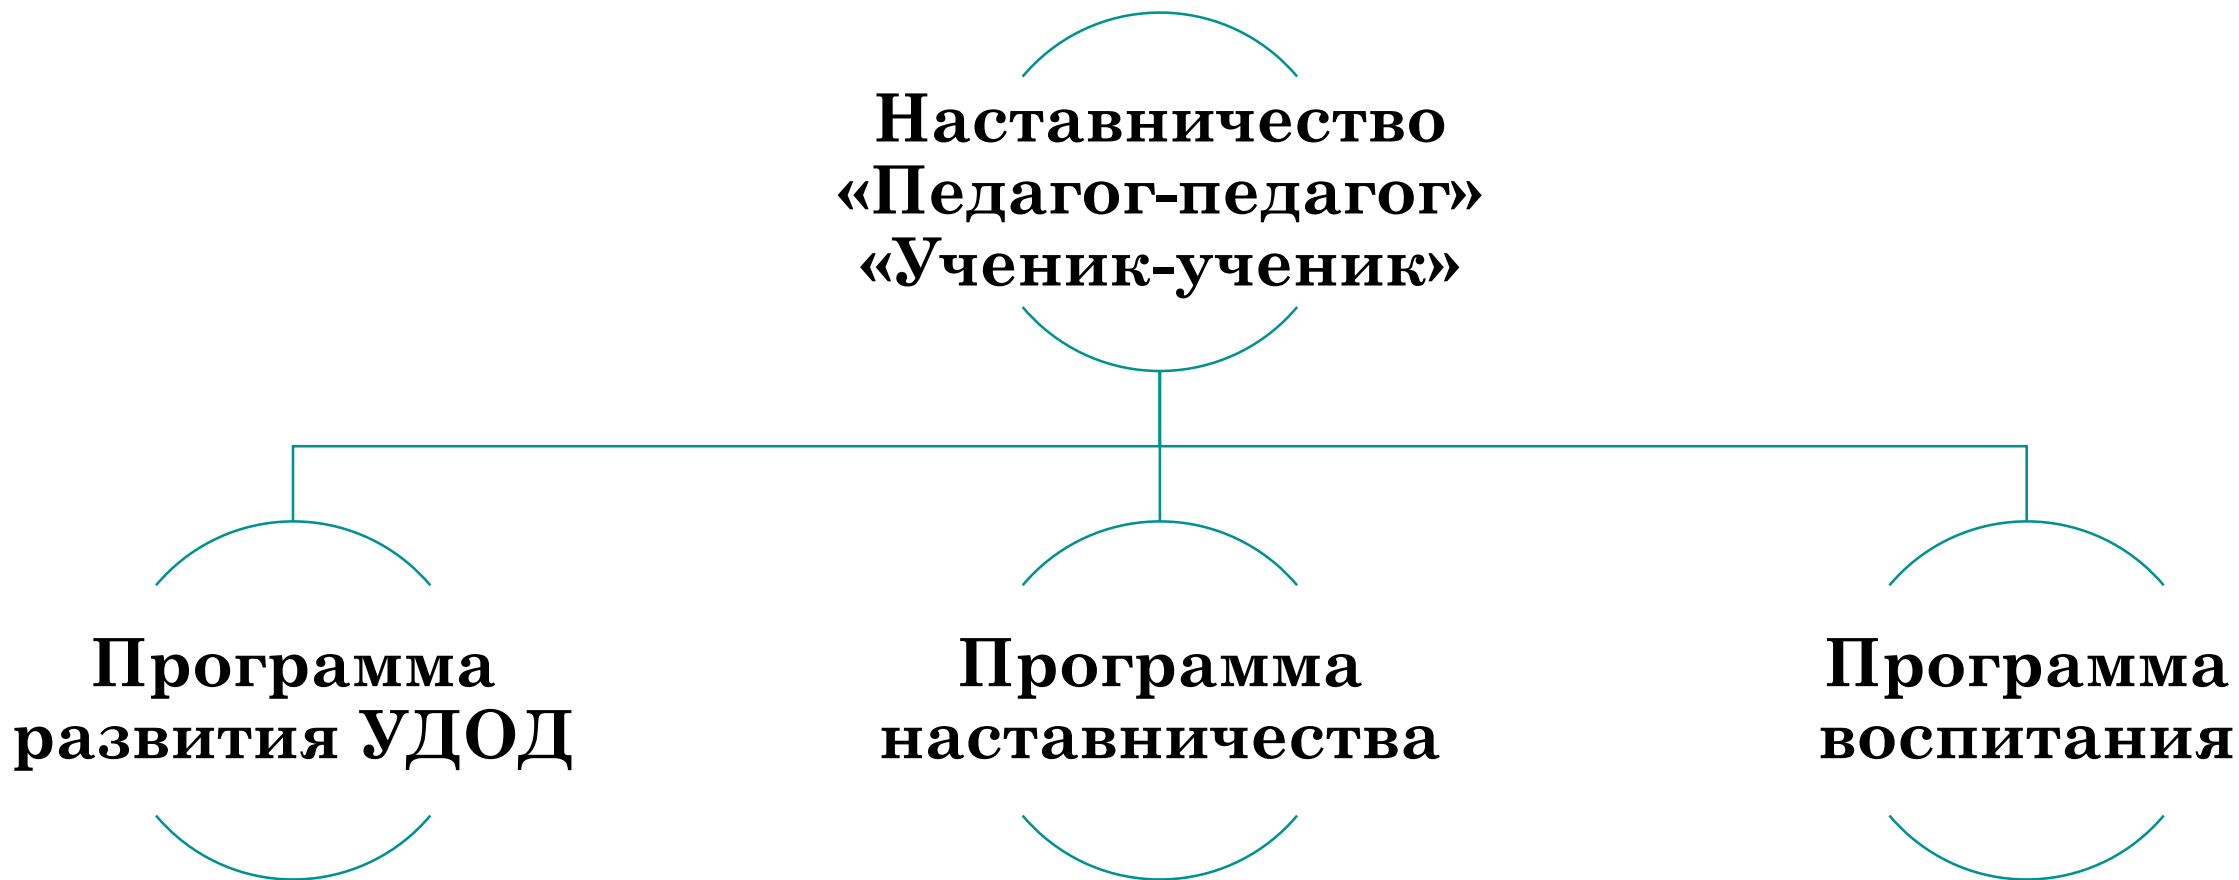 Наставничество
«Педагог-педагог»
«Ученик-ученик»
Программа
развития УДОД
Программа
наставничества
Программа
воспитания